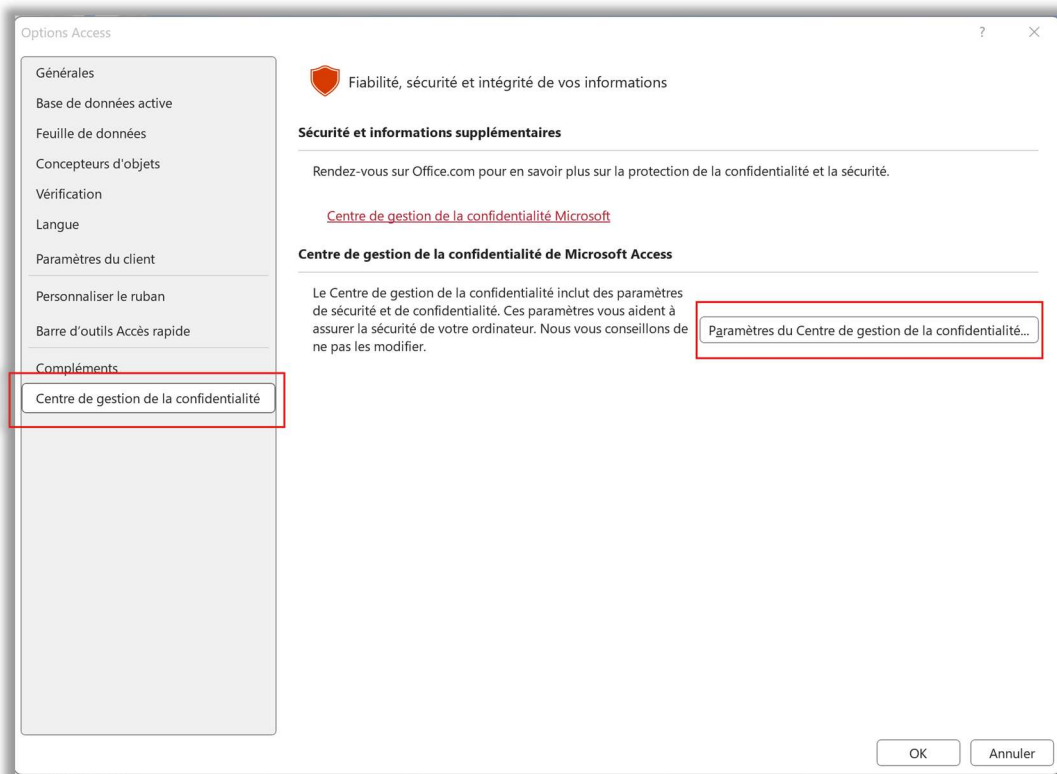 Options Access
?
Générales
Base de données active
Feuille de données
Concepteurs d'objets
Vérification
Langue
Paramètres du client
Personnaliser le ruban
Barre d'outils Accès rapide
Compléments
Centre de gestion de la confidentialité
Fiabilité, sécurité et intégrité de vos informations
Sécurité et informations supplémentaires
Rendez-vous sur Office.com pour en savoir plus sur la protection de la confidentialité et la sécurité.
Centre de gestion de la confidentialité Microsoft
Centre de gestion de la confidentialité de Microsoft Access
Le Centre de gestion de la confidentialité inclut des paramètres
de sécurité et de confidentialité. Ces paramètres vous aident à
assurer la sécurité de votre ordinateur. Nous vous conseillons de
ne pas les modifier.
Paramètres du Centre de gestion de la confidentialité...
OK
Annuler